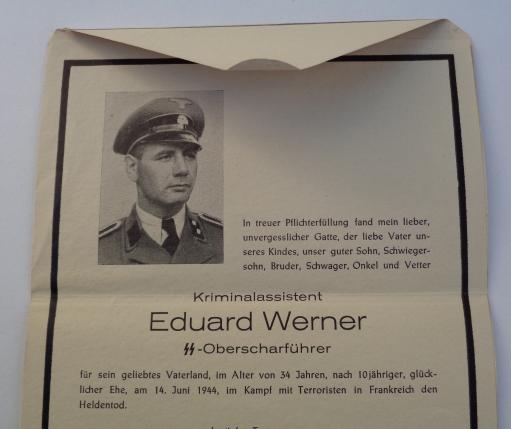 In treuer Pflichterfüllung fand mein lieber,
unvergesslicher Gatte, der liebe Vater un-
seres Kindes, unser guter Sohn, Schwieger-
sohn, Bruder, Schwager, Onkel und Vetter
Kriminalassistent
Eduard Werner
ᛋᛋ-Oberscharführer
für sein geliebtes Vaterland, im Alter von 34 Jahren, nach 10jähriger, glück-
licher Ehe, am 14. Juni 1944, im Kampf mit Terroristen in Frankreich den
Heldentod.